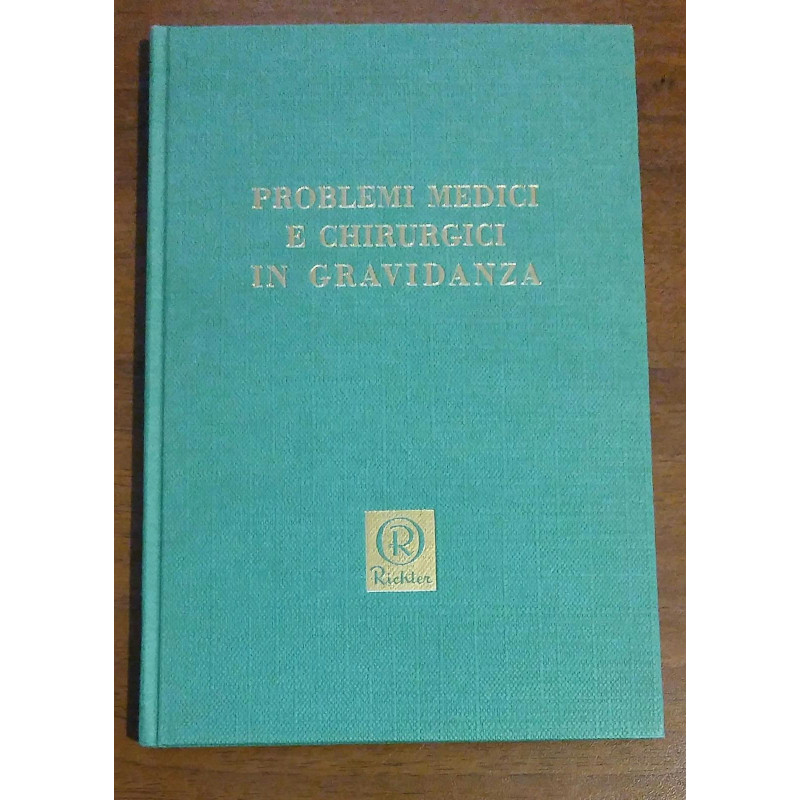 PROBLEMI MEDICI
E CHIRURGICI
IN GRAVIDANZA
R
Richter